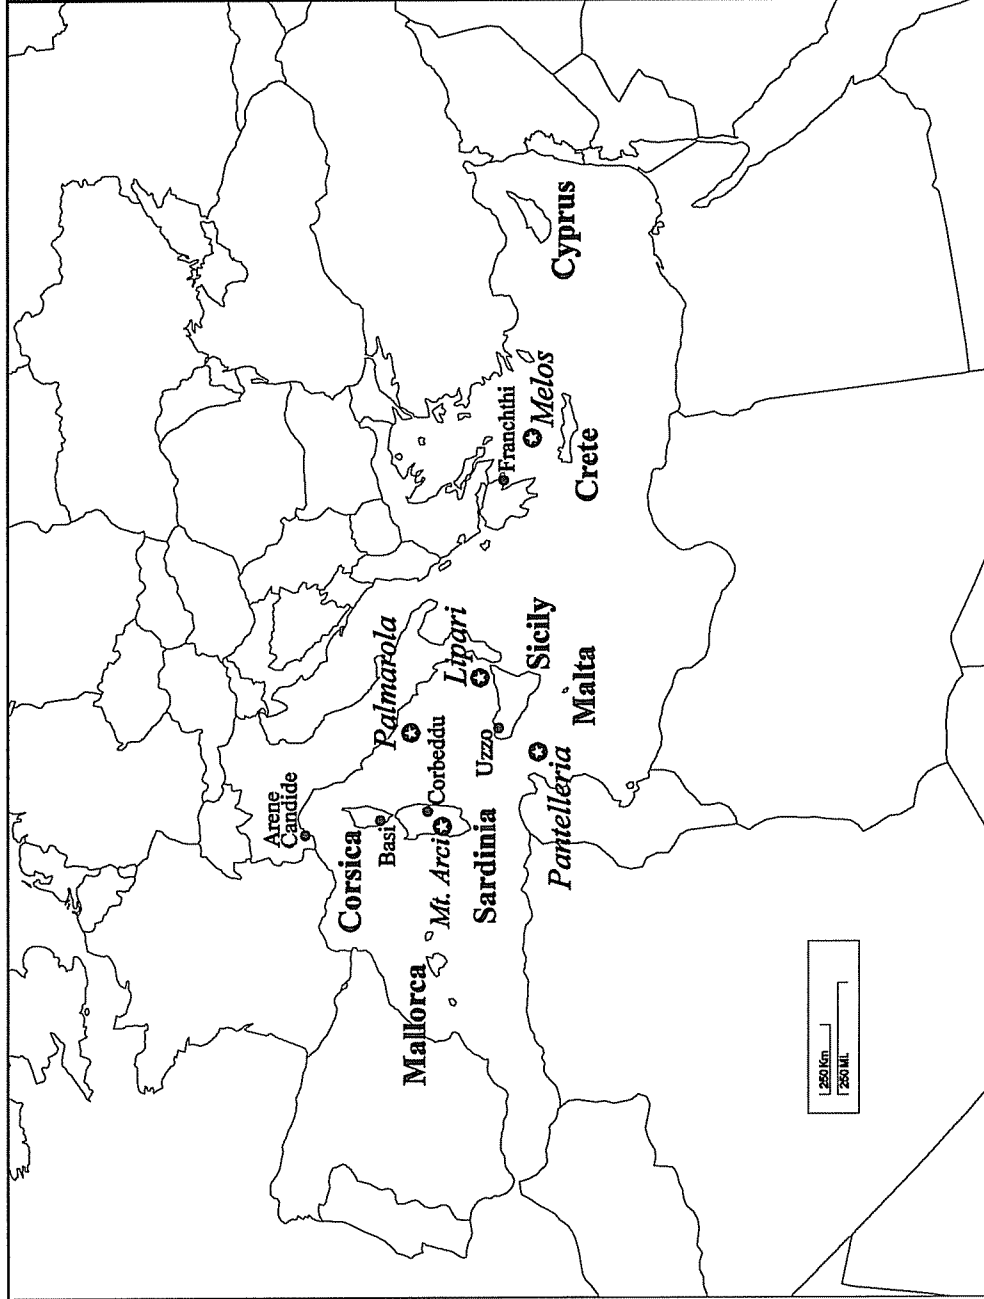 Arene
Candide
Corsica
Basi
Palmarola
Corbeddu
Mt. Arci
Sardinia
Mallorca
Lipari
Uzzo
Sicily
Malta
Pantelleria
Franchthi
Melos
Crete
Cyprus
250 Km
250 Mi.